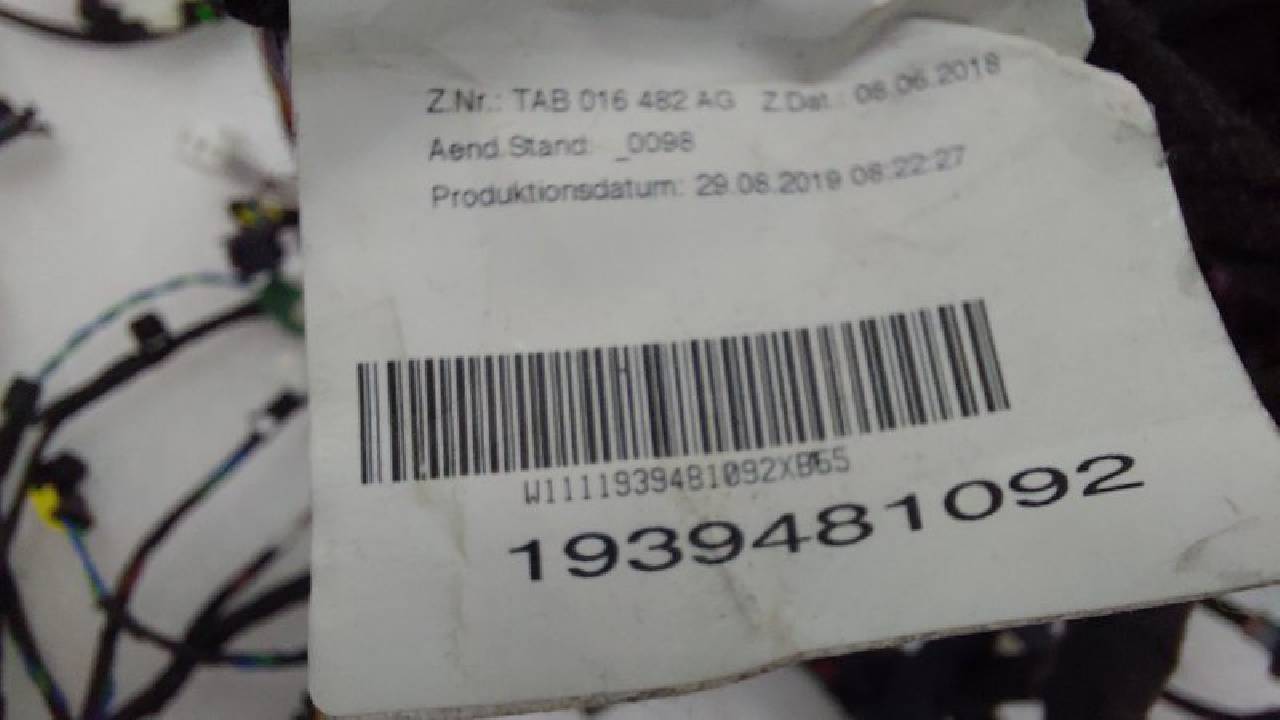 Z.Nr.: TAB 016 482 AG Z.Dat.: 08.06.2018
Aend.Stand: _0098
Produktionsdatum: 29.08.2019 08:22:27
W1111939481092XB65
1939481092